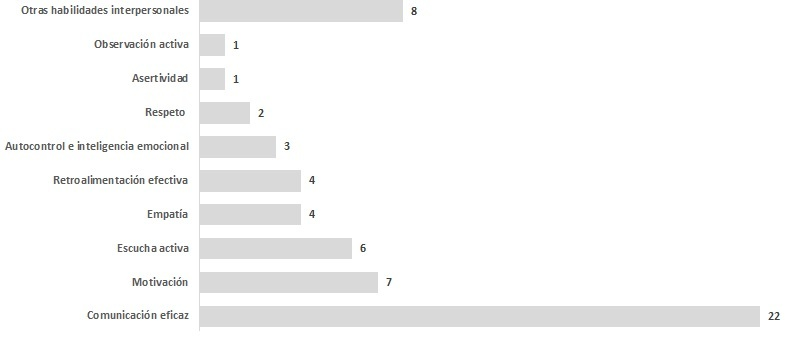 Otras habilidades interpersonales 8
Observación activa 1
Asertividad 1
Respeto 2
Autocontrol e inteligencia emocional 3
Retroalimentación efectiva 4
Empatía 4
Escucha activa 6
Motivación 7
Comunicación eficaz 22